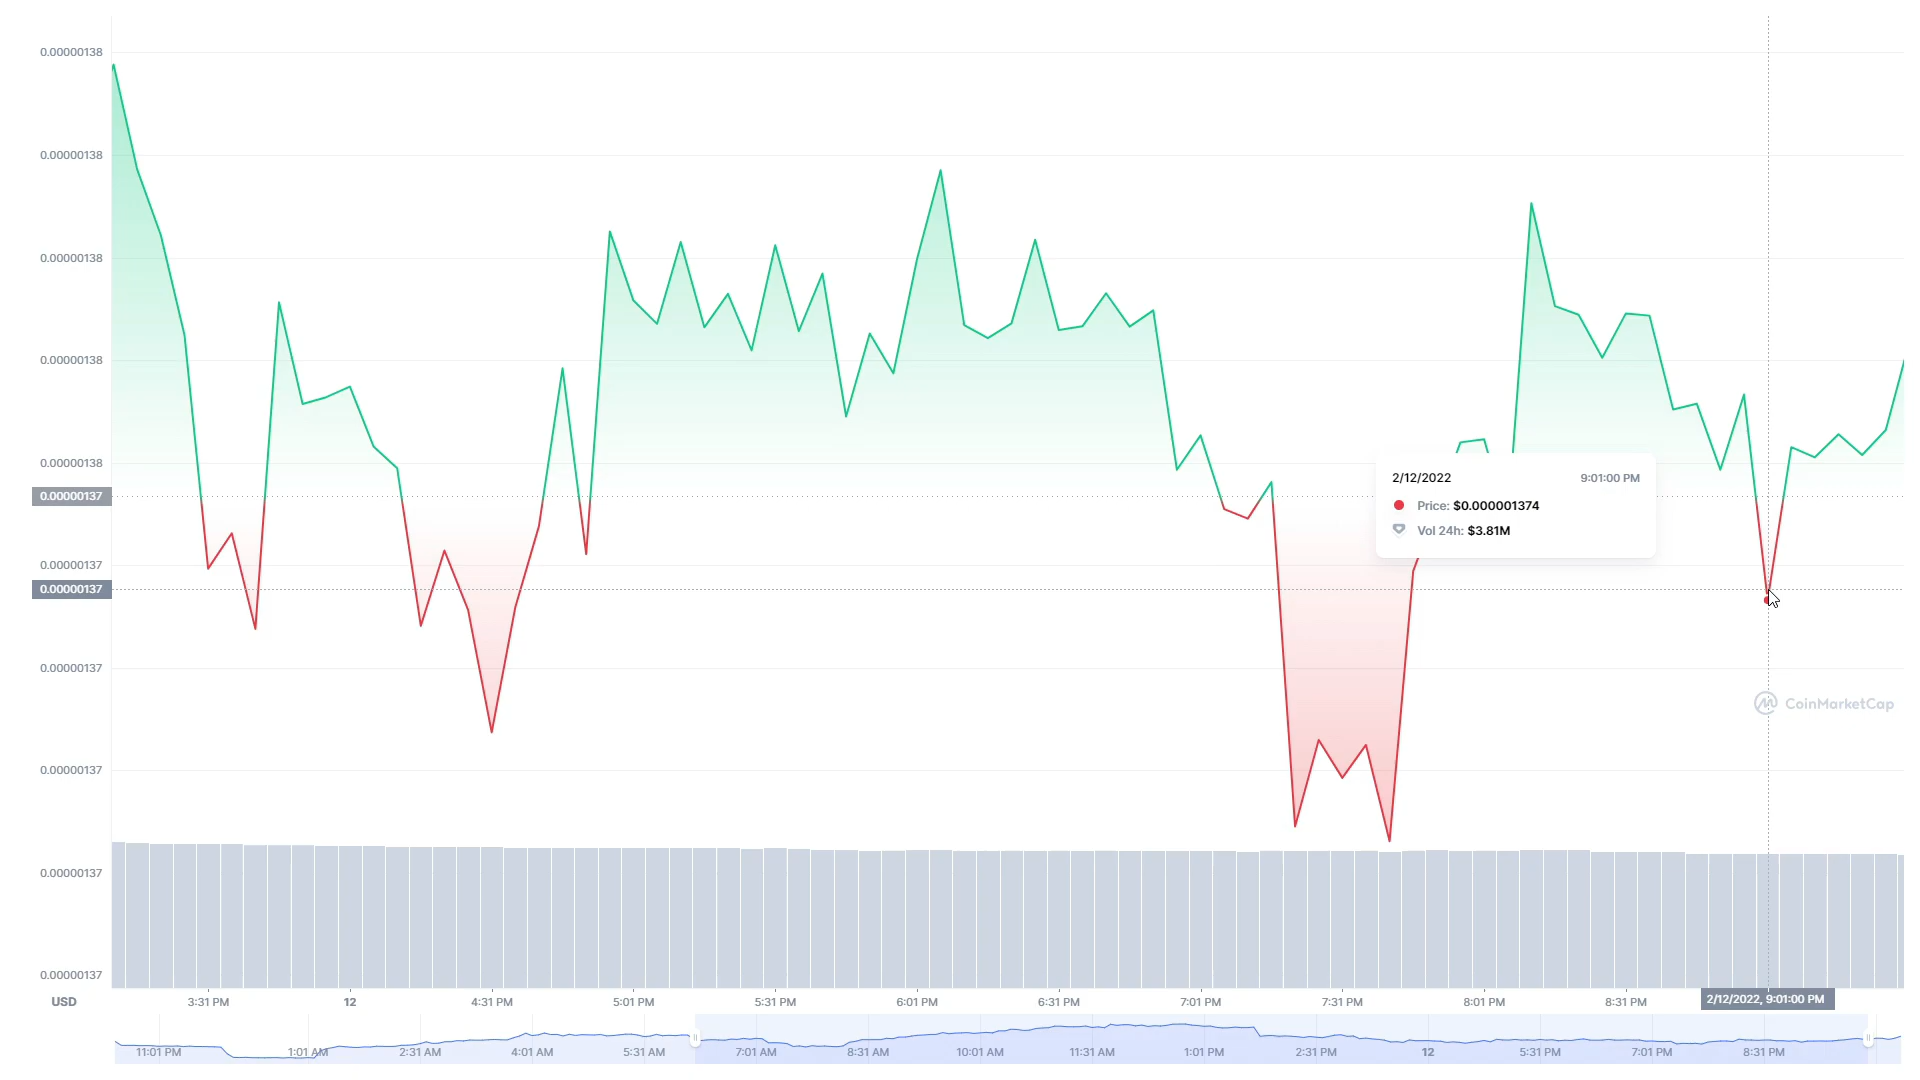 0.00000138
0.00000138
0.00000138
0.00000138
0.00000138
0.00000137
0.00000137
0.00000137
0.00000137
0.00000137
0.00000137
0.00000137
2/12/2022 9:01:00 PM
Price: $0.000001374
Vol 24h: $3.81M
CoinMarketCap
USD 3:31 PM 12 4:31 PM 5:01 PM 5:31 PM 6:01 PM 6:31 PM 7:01 PM 7:31 PM 8:01 PM 8:31 PM 2/12/2022, 9:01:00 PM
11:01 PM 1:01 AM 2:31 AM 4:01 AM 5:31 AM 7:01 AM 8:31 AM 10:01 AM 11:31 AM 1:01 PM 2:31 PM 12 5:31 PM 7:01 PM 8:31 PM